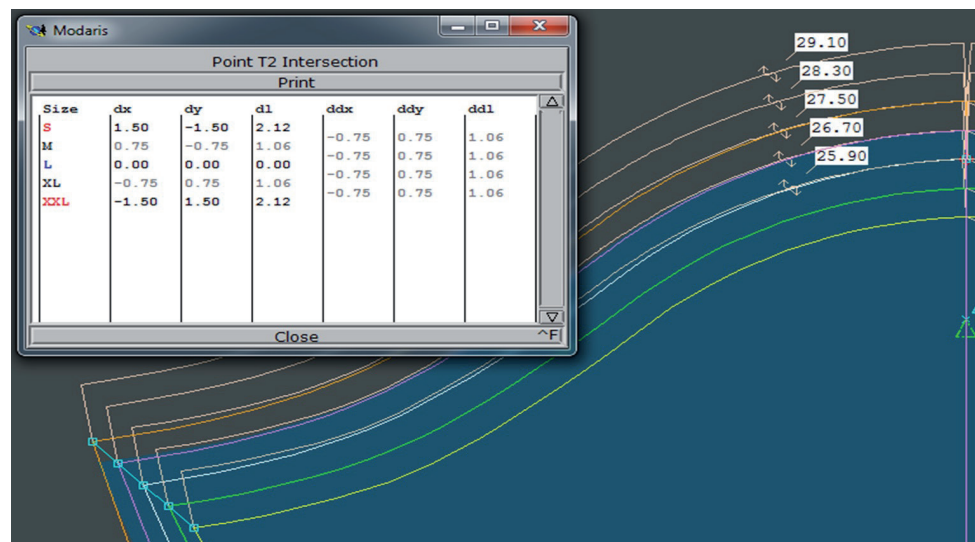 Modaris
Point T2 Intersection
Print
Size dx dy dl ddx ddy ddl
S 1.50 -1.50 2.12
-0.75 0.75 1.06
M 0.75 -0.75 1.06
-0.75 0.75 1.06
L 0.00 0.00 0.00
-0.75 0.75 1.06
XL -0.75 0.75 1.06
-0.75 0.75 1.06
XXL -1.50 1.50 2.12
Close ^F
29.10
28.30
27.50
26.70
25.90